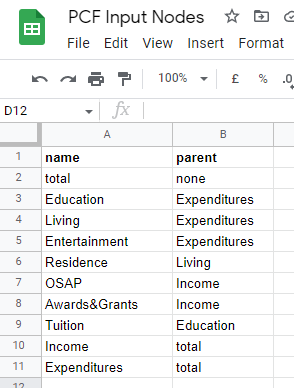 PCF Input Nodes
File Edit View Insert Format
100% £ % .0
D12 fx
A B
1 name parent
2 total none
3 Education Expenditures
4 Living Expenditures
5 Entertainment Expenditures
6 Residence Living
7 OSAP Income
8 Awards&Grants Income
9 Tuition Education
10 Income total
11 Expenditures total
12